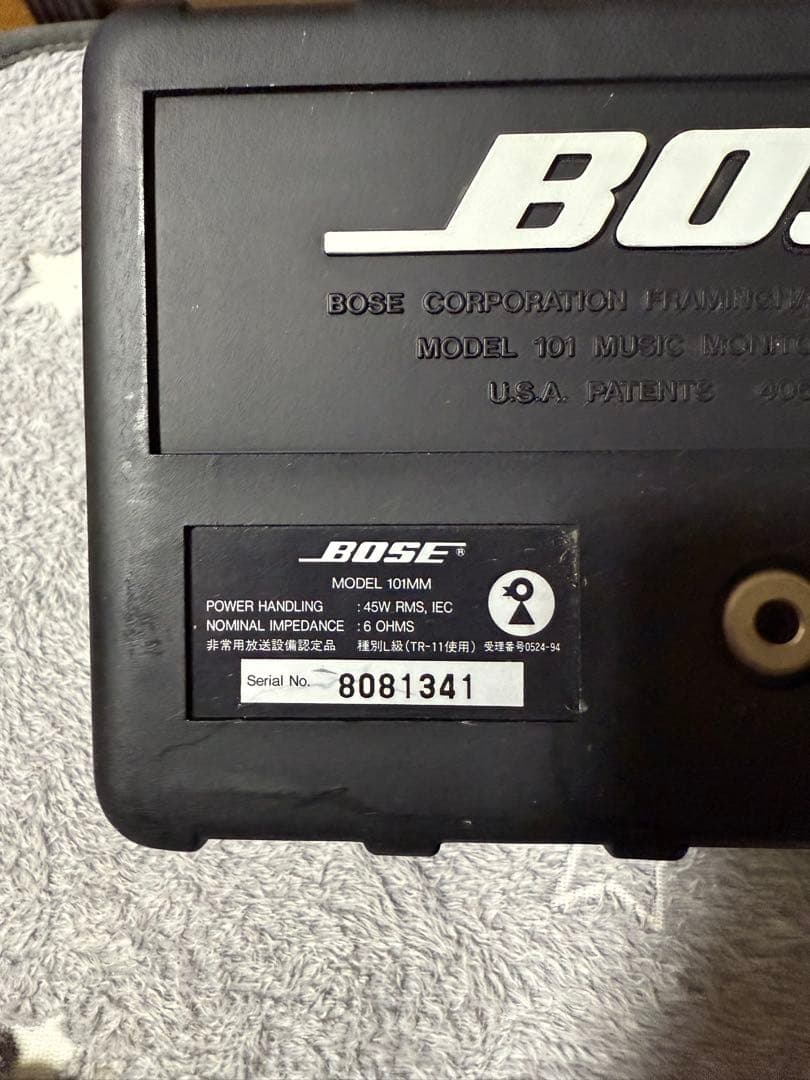 BOSE
BOSE CORPORATION
MODEL 101 MUSIC
U.S.A. PATENTS
BOSE®
MODEL 101MM
POWER HANDLING : 45W RMS, IEC
NOMINAL IMPEDANCE : 6 OHMS
非常用放送設備認定品 種別L級(TR-11使用) 受理番号0524-94
Serial No. 8081341